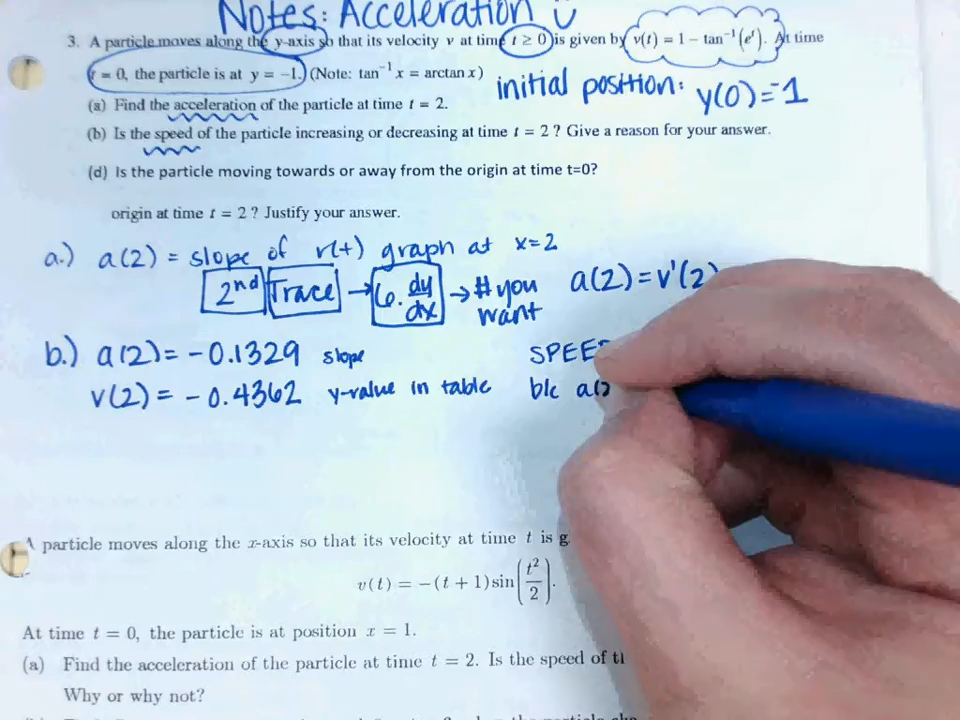 Notes: Acceleration
3. A particle moves along the y-axis so that its velocity v at time t ≥ 0 is given by v(t) = 1 − tan⁻¹(eᵗ). At time
t = 0, the particle is at y = −1. (Note: tan⁻¹ x = arctan x)
initial position: y(0) = -1
(a) Find the acceleration of the particle at time t = 2.
(b) Is the speed of the particle increasing or decreasing at time t = 2 ? Give a reason for your answer.
(d) Is the particle moving towards or away from the origin at time t=0?
origin at time t = 2 ? Justify your answer.
a.) a(2) = slope of v(t) graph at x=2
2nd Trace → 6. dy/dx → #you want a(2) = v'(2)
b.) a(2) = -0.1329 slope SPEE
v(2) = -0.4362 y-value in table b/c a(2
A particle moves along the x-axis so that its velocity at time t is g
v(t) = −(t + 1) sin(t²/2).
At time t = 0, the particle is at position x = 1.
(a) Find the acceleration of the particle at time t = 2. Is the speed of t
Why or why not?